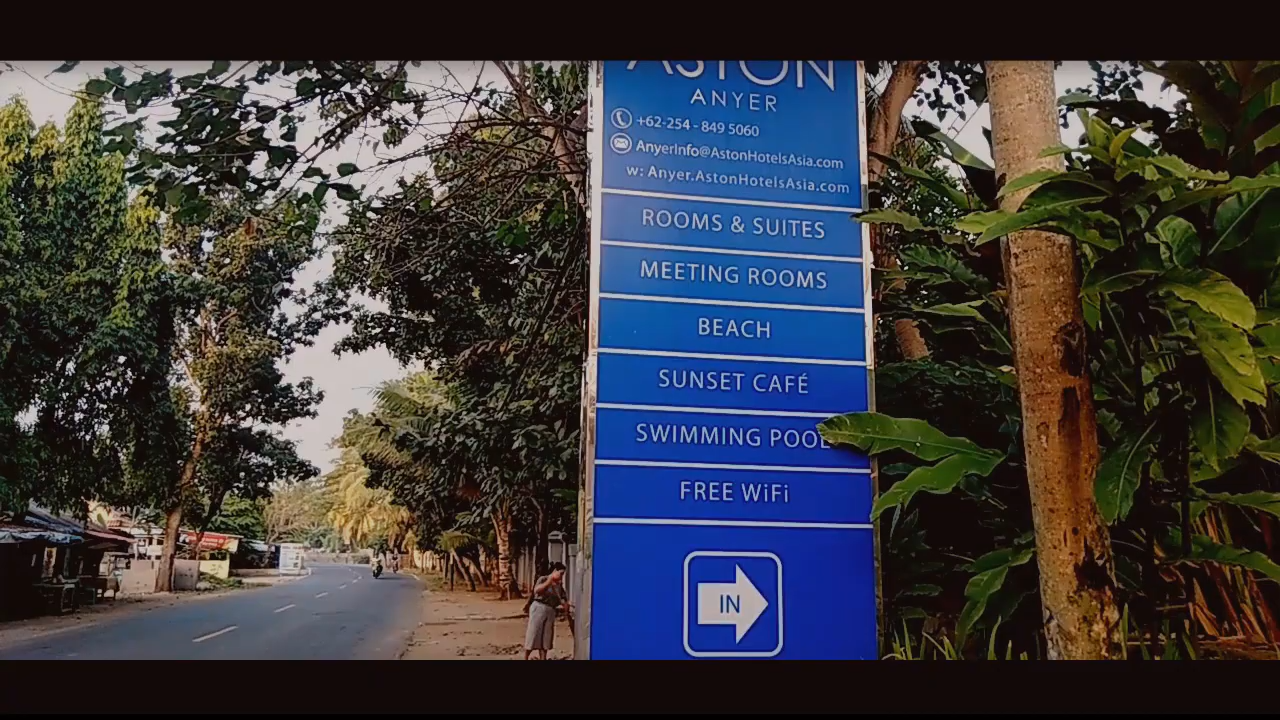 ASTON
ANYER
+62-254 - 849 5060
AnyerInfo@AstonHotelsAsia.com
w: Anyer.AstonHotelsAsia.com
ROOMS & SUITES
MEETING ROOMS
BEACH
SUNSET CAFÉ
SWIMMING POOL
FREE WiFi
IN